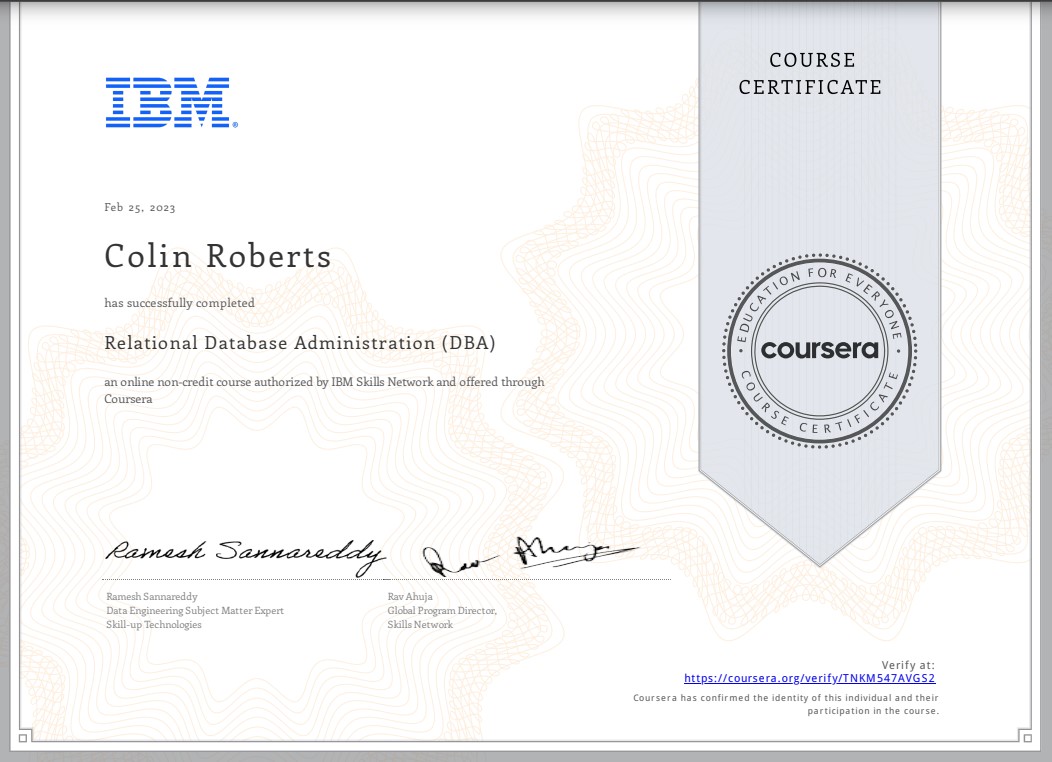 COURSE
CERTIFICATE
IBM®
Feb 25, 2023
Colin Roberts
has successfully completed
Relational Database Administration (DBA)
an online non-credit course authorized by IBM Skills Network and offered through
Coursera
EDUCATION FOR EVERYONE
coursera
COURSE CERTIFICATE
Ramesh Sannareddy
Rav Ahuja
Ramesh Sannareddy
Data Engineering Subject Matter Expert
Skill-up Technologies
Rav Ahuja
Global Program Director,
Skills Network
Verify at:
https://coursera.org/verify/TNKM547AVGS2
Coursera has confirmed the identity of this individual and their
participation in the course.